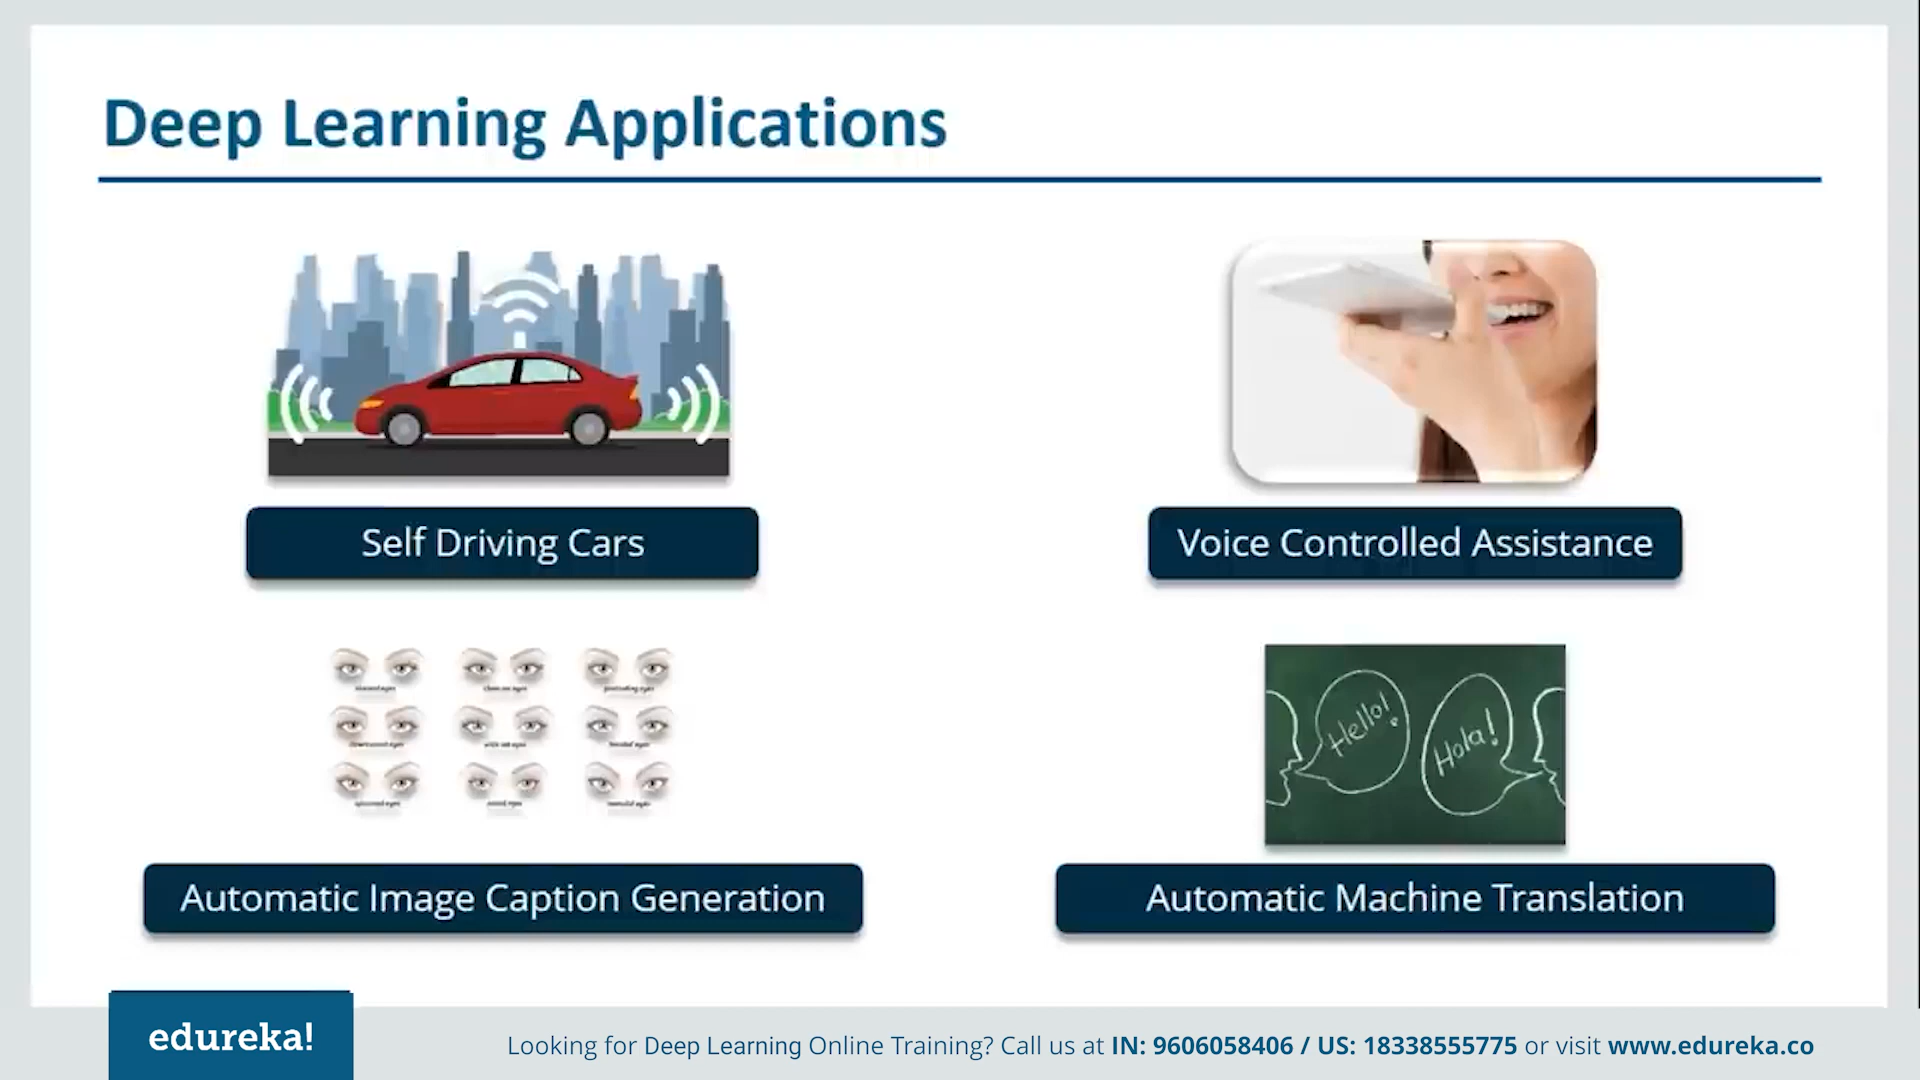 Deep Learning Applications
Self Driving Cars
Voice Controlled Assistance
Hello!
Hola!
Automatic Image Caption Generation
Automatic Machine Translation
edureka!
Looking for Deep Learning Online Training? Call us at IN: 9606058406 / US: 18338555775 or visit www.edureka.co